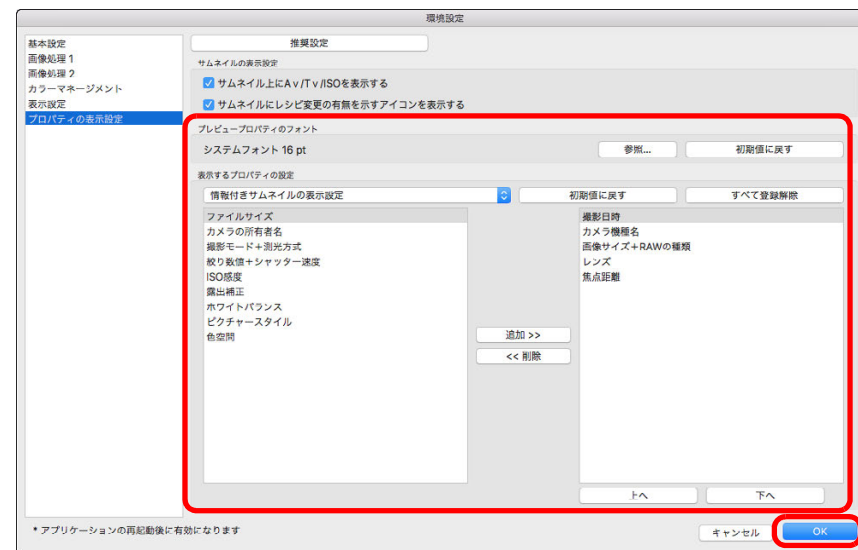 環境設定
基本設定
画像処理 1
画像処理 2
カラーマネージメント
表示設定
プロパティの表示設定
推奨設定
サムネイルの表示設定
サムネイル上にAv/Tv/ISOを表示する
サムネイルにレシピ変更の有無を示すアイコンを表示する
プレビュープロパティのフォント
システムフォント 16 pt
参照...
初期値に戻す
表示するプロパティの設定
情報付きサムネイルの表示設定
初期値に戻す
すべて登録解除
ファイルサイズ
カメラの所有者名
撮影モード＋測光方式
絞り数値＋シャッター速度
ISO感度
露出補正
ホワイトバランス
ピクチャースタイル
色空間
追加 >>
<< 削除
撮影日時
カメラ機種名
画像サイズ＋RAWの種類
レンズ
焦点距離
上へ
下へ
* アプリケーションの再起動後に有効になります
キャンセル
OK